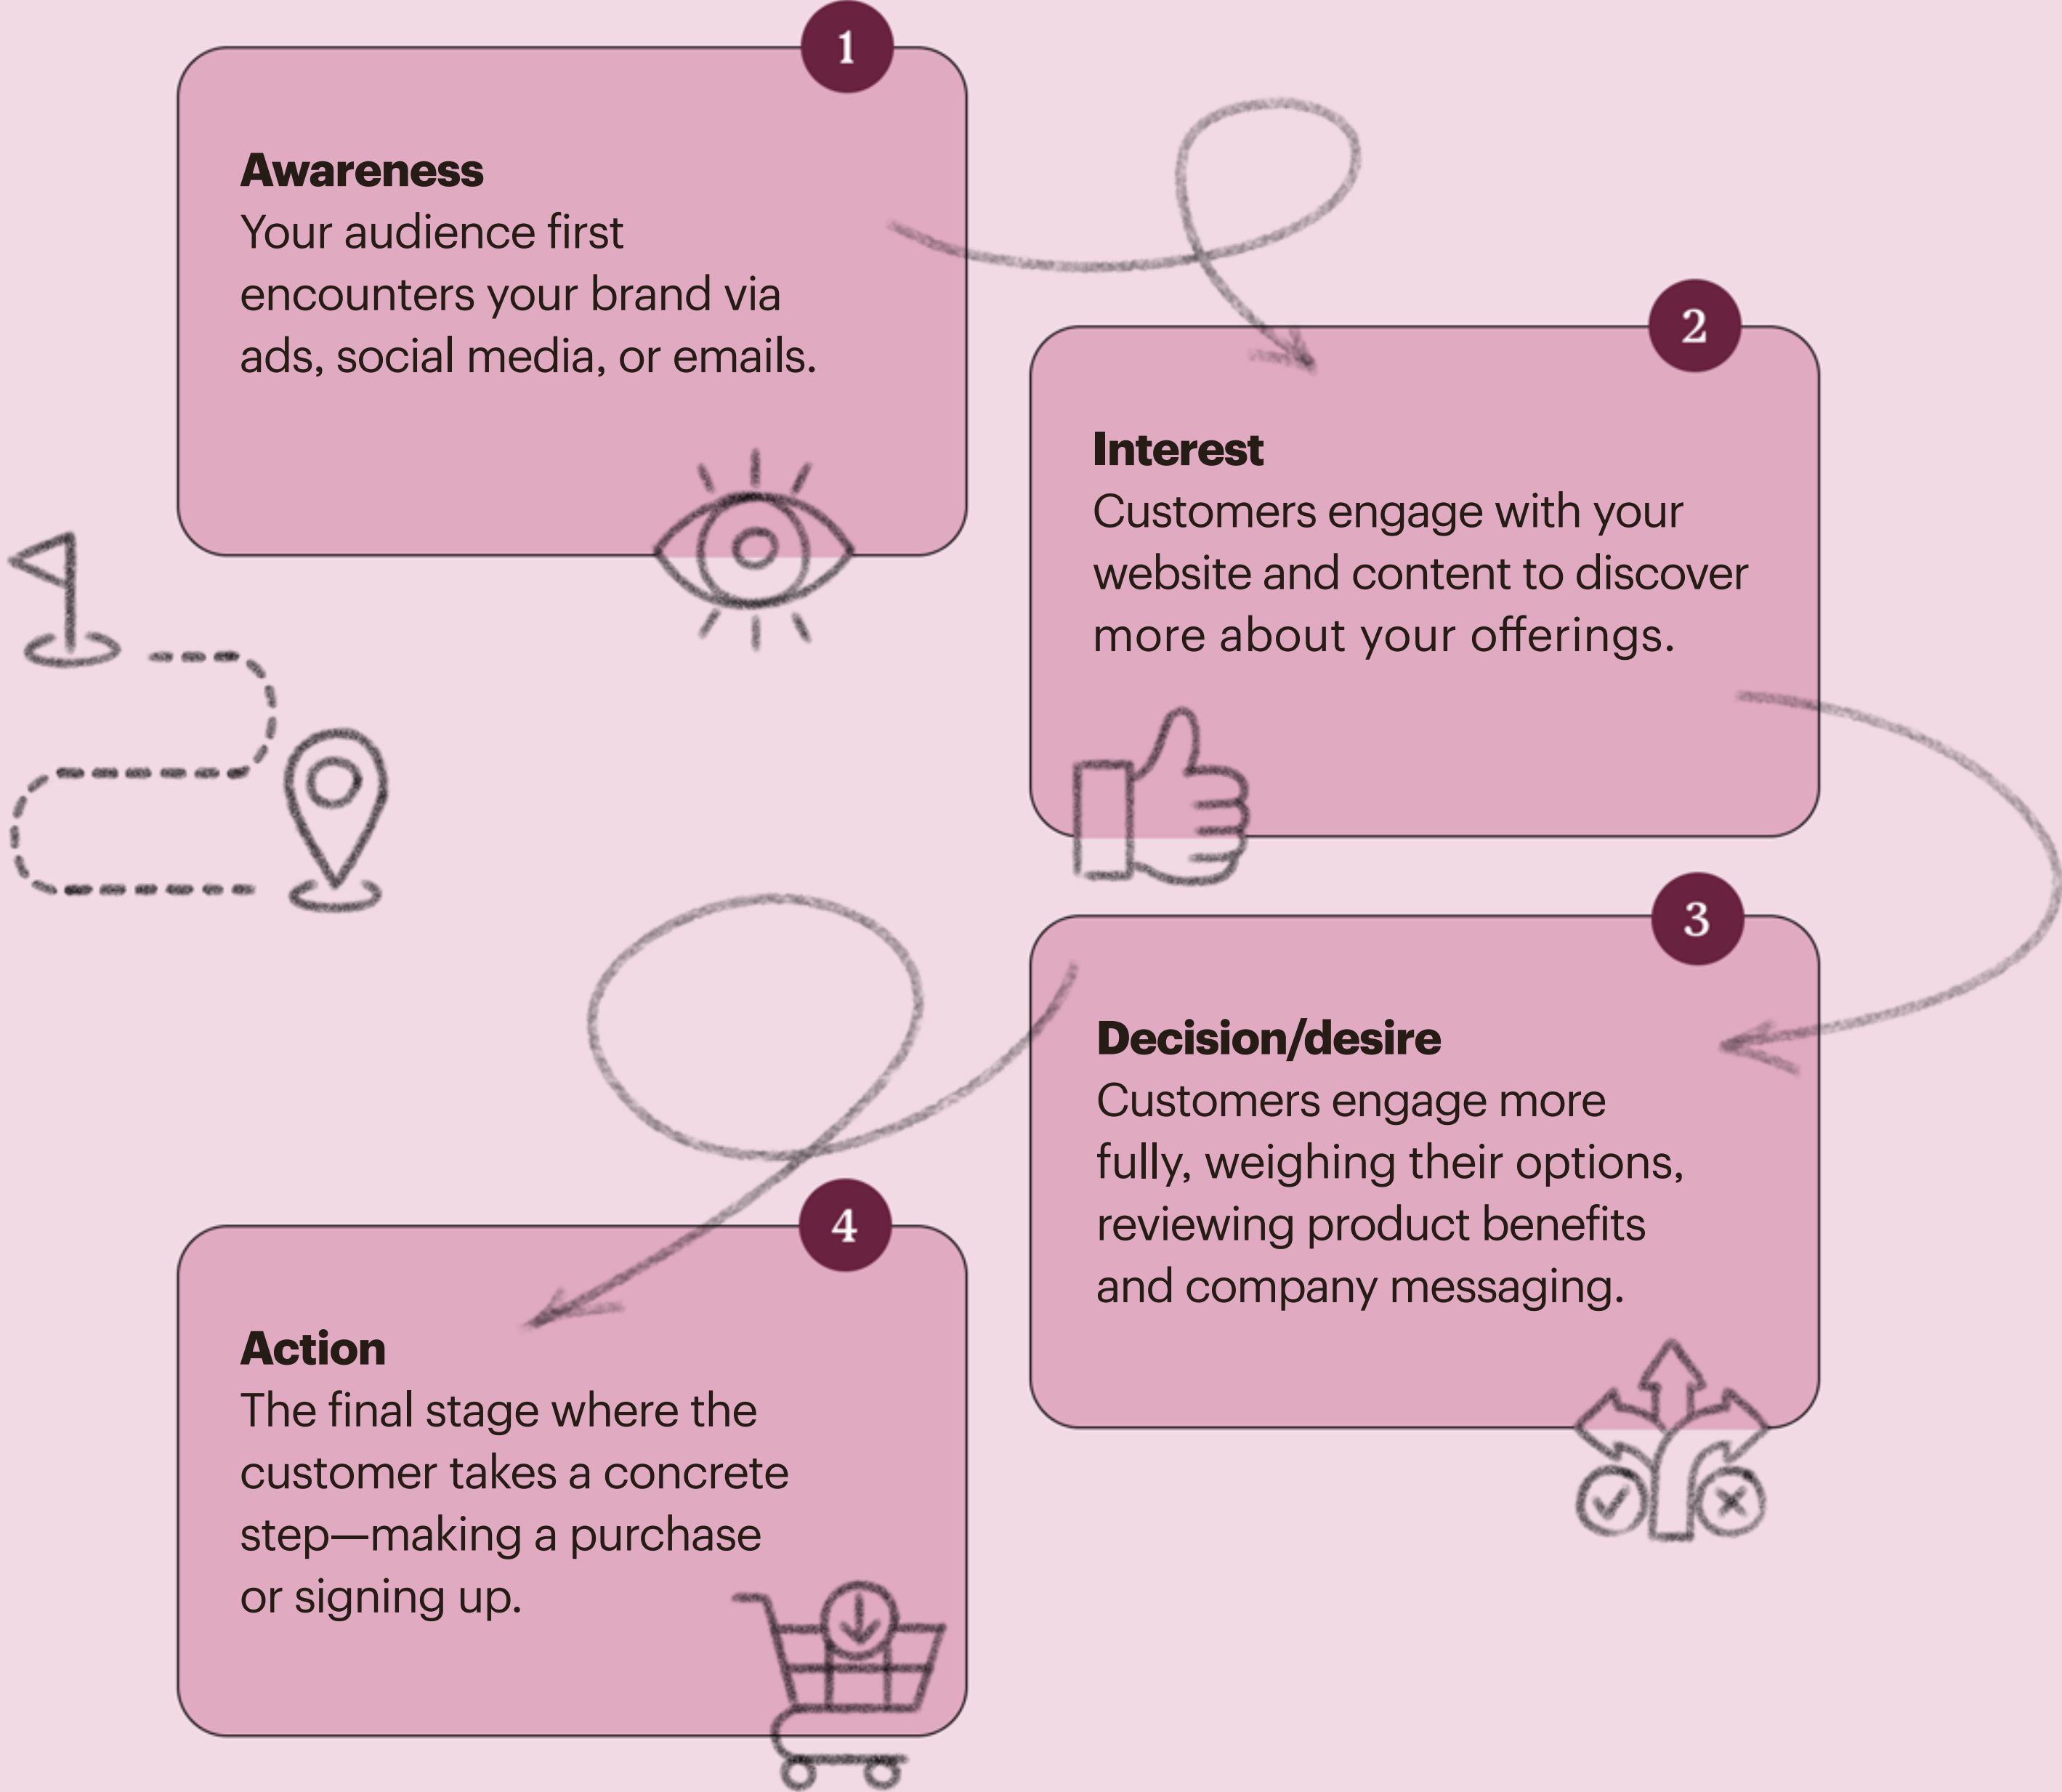 1
Awareness
Your audience first
encounters your brand via
ads, social media, or emails.
2
Interest
Customers engage with your
website and content to discover
more about your offerings.
3
Decision/desire
Customers engage more
fully, weighing their options,
reviewing product benefits
and company messaging.
4
Action
The final stage where the
customer takes a concrete
step—making a purchase
or signing up.